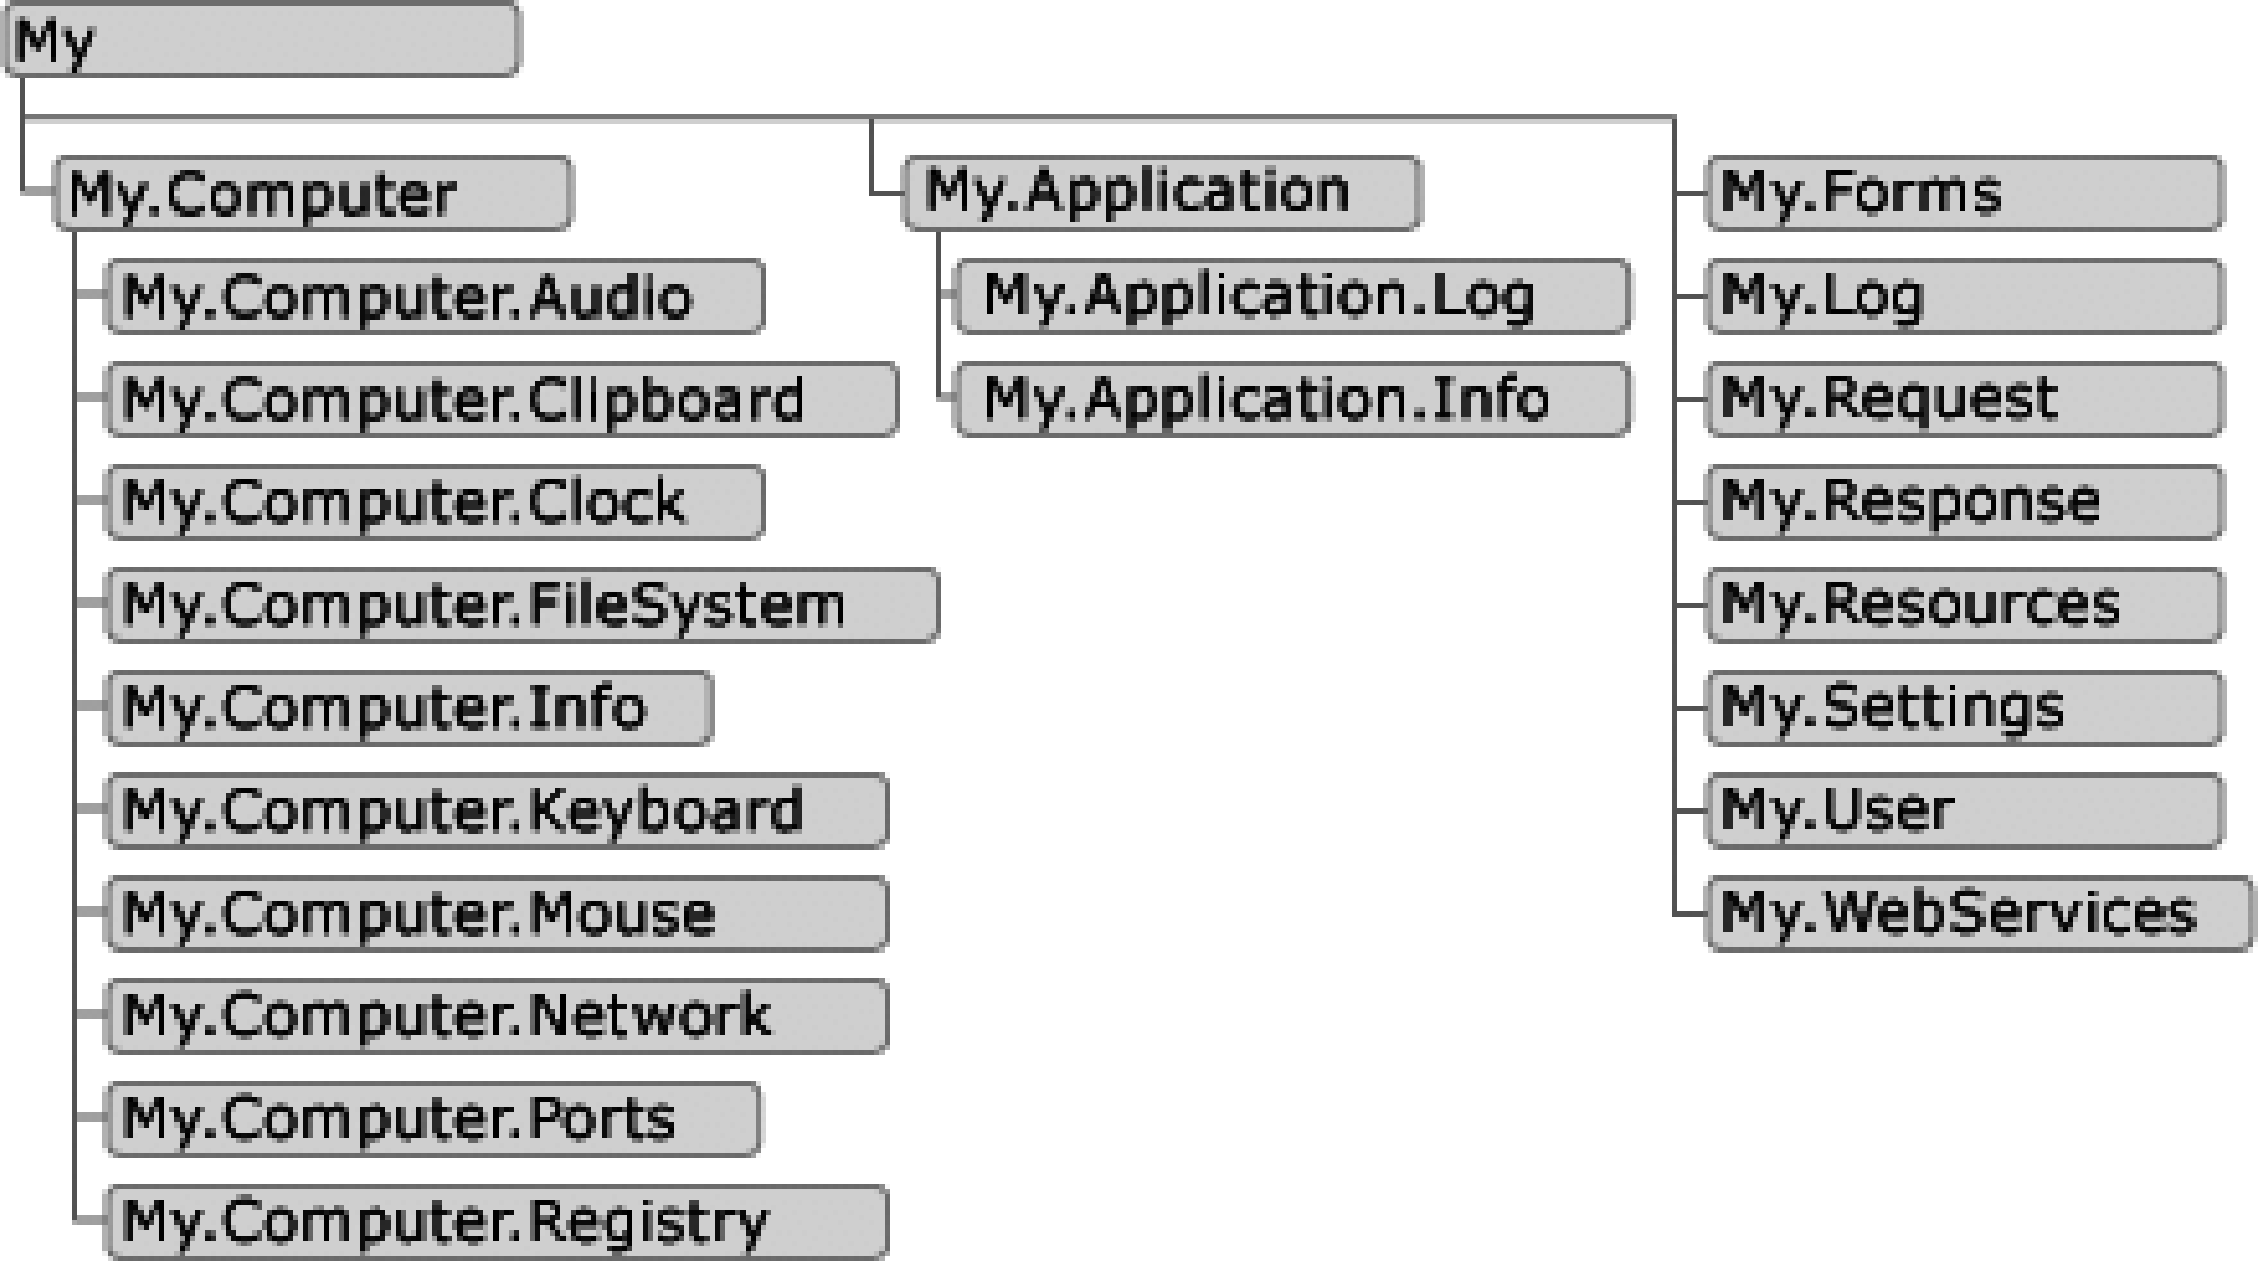 My
My.Computer
My.Computer.Audio
My.Computer.Clipboard
My.Computer.Clock
My.Computer.FileSystem
My.Computer.Info
My.Computer.Keyboard
My.Computer.Mouse
My.Computer.Network
My.Computer.Ports
My.Computer.Registry
My.Application
My.Application.Log
My.Application.Info
My.Forms
My.Log
My.Request
My.Response
My.Resources
My.Settings
My.User
My.WebServices